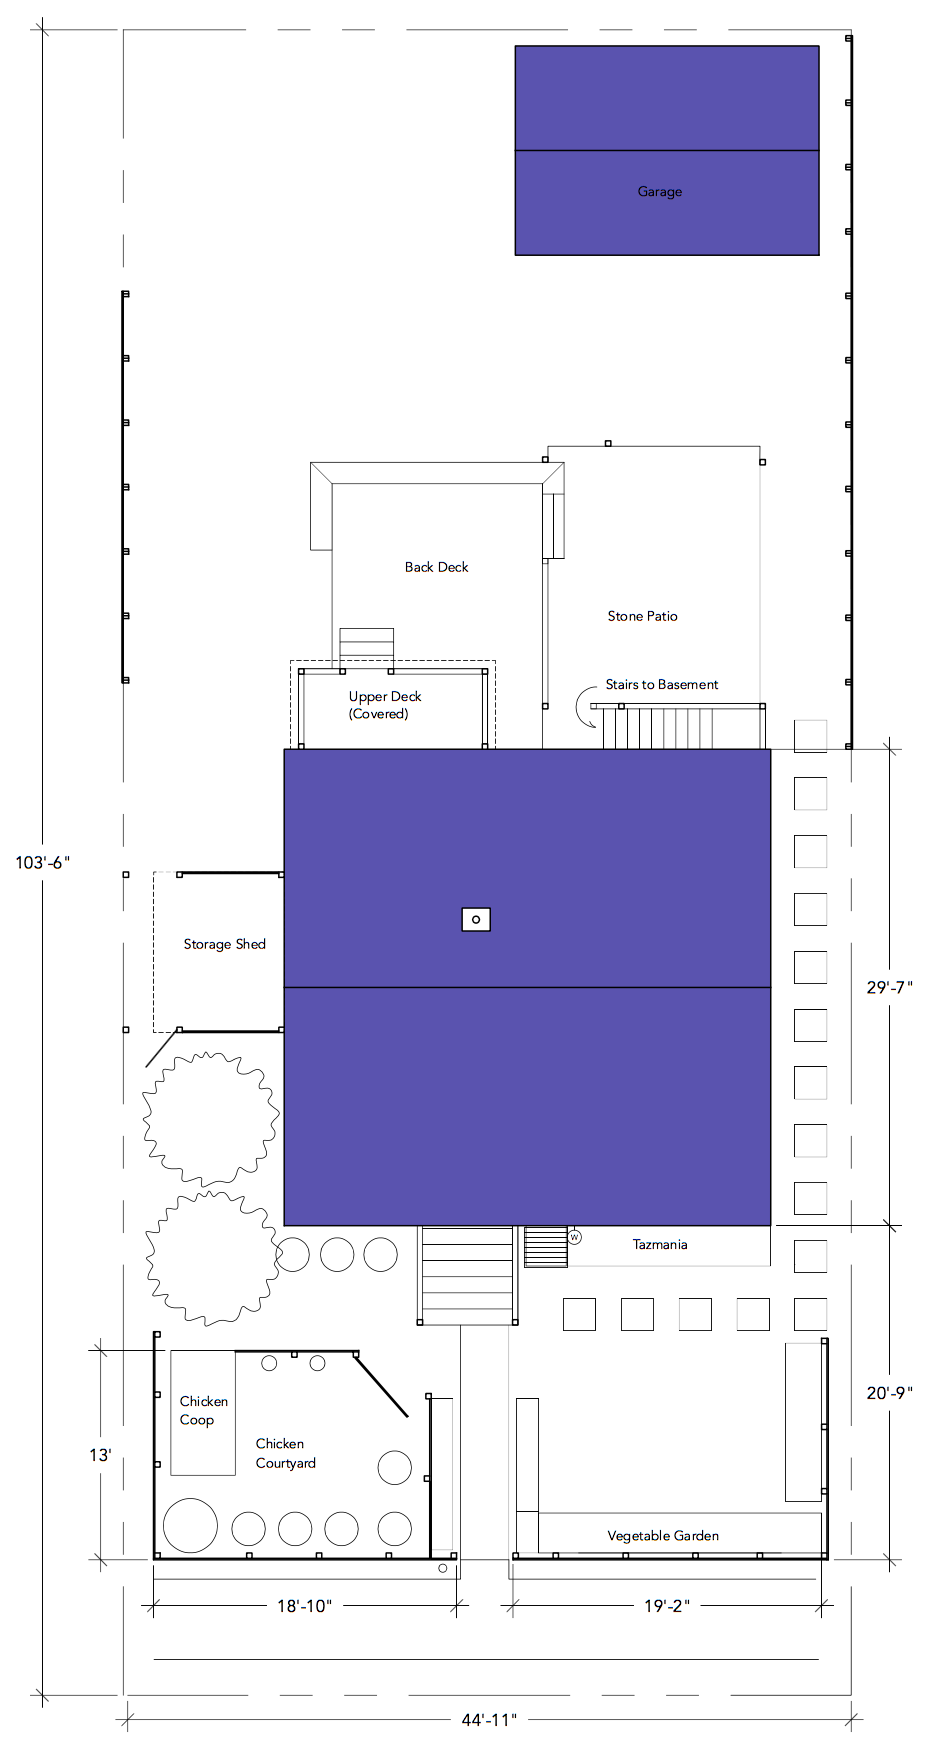 Garage
Back Deck
Stone Patio
Stairs to Basement
Upper Deck
(Covered)
103'-6"
Storage Shed
29'-7"
W
Tazmania
20'-9"
Chicken
Coop
Chicken
Courtyard
13'
Vegetable Garden
18'-10"
19'-2"
44'-11"